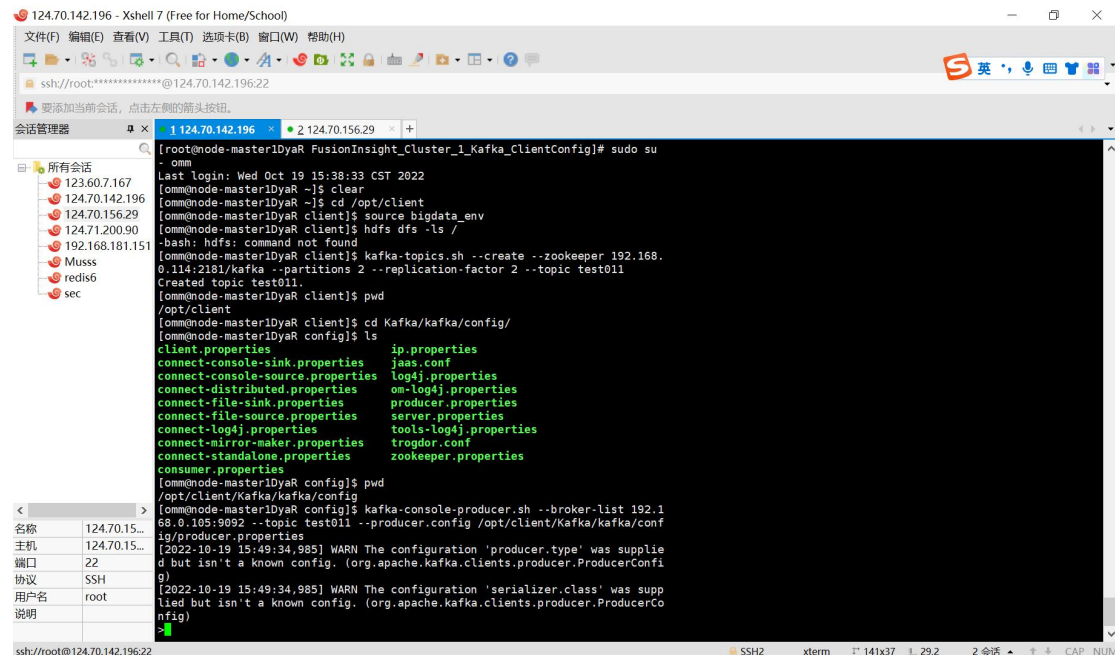 124.70.142.196 - Xshell 7 (Free for Home/School)
文件(F) 编辑(E) 查看(V) 工具(T) 选项卡(B) 窗口(W) 帮助(H)
英
ssh://root:**************@124.70.142.196:22
要添加当前会话，点击左侧的箭头按钮。
会话管理器
1 124.70.142.196
2 124.70.156.29
所有会话
123.60.7.167
124.70.142.196
124.70.156.29
124.71.200.90
192.168.181.151
Musss
redis6
sec
[root@node-master1DyaR FusionInsight_Cluster_1_Kafka_ClientConfig]# sudo su
- omm
Last login: Wed Oct 19 15:38:33 CST 2022
[omm@node-master1DyaR ~]$ clear
[omm@node-master1DyaR ~]$ cd /opt/client
[omm@node-master1DyaR client]$ source bigdata_env
[omm@node-master1DyaR client]$ hdfs dfs -ls /
-bash: hdfs: command not found
[omm@node-master1DyaR client]$ kafka-topics.sh --create --zookeeper 192.168.
0.114:2181/kafka --partitions 2 --replication-factor 2 --topic test011
Created topic test011.
[omm@node-master1DyaR client]$ pwd
/opt/client
[omm@node-master1DyaR client]$ cd Kafka/kafka/config/
[omm@node-master1DyaR config]$ ls
client.properties ip.properties
connect-console-sink.properties jaas.conf
connect-console-source.properties log4j.properties
connect-distributed.properties om-log4j.properties
connect-file-sink.properties producer.properties
connect-file-source.properties server.properties
connect-log4j.properties tools-log4j.properties
connect-mirror-maker.properties trogdor.conf
connect-standalone.properties zookeeper.properties
consumer.properties
[omm@node-master1DyaR config]$ pwd
/opt/client/Kafka/kafka/config
[omm@node-master1DyaR config]$ kafka-console-producer.sh --broker-list 192.1
68.0.105:9092 --topic test011 --producer.config /opt/client/Kafka/kafka/conf
ig/producer.properties
[2022-10-19 15:49:34,985] WARN The configuration 'producer.type' was supplie
d but isn't a known config. (org.apache.kafka.clients.producer.ProducerConfi
g)
[2022-10-19 15:49:34,985] WARN The configuration 'serializer.class' was supp
lied but isn't a known config. (org.apache.kafka.clients.producer.ProducerCo
nfig)
>
名称 124.70.15...
主机 124.70.15...
端口 22
协议 SSH
用户名 root
说明
ssh://root@124.70.142.196:22
SSH2 xterm 141x37 29,2 2 会话 CAP NUM